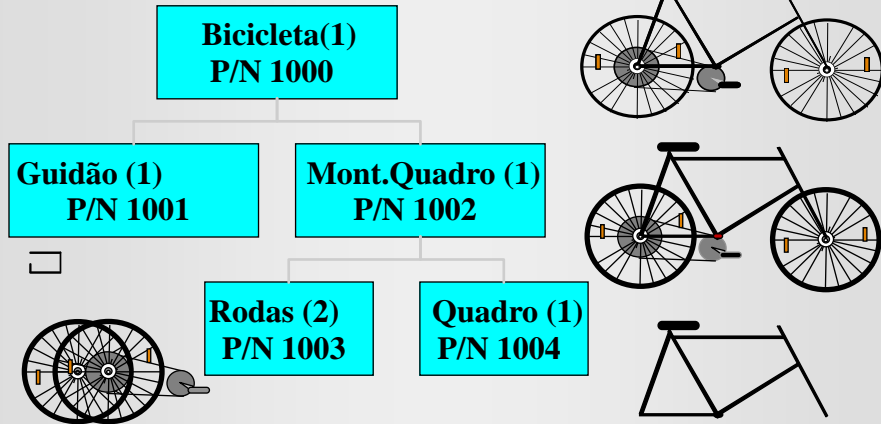 Bicicleta(1)
P/N 1000
Guidão (1)
P/N 1001
Mont.Quadro (1)
P/N 1002
Rodas (2)
P/N 1003
Quadro (1)
P/N 1004